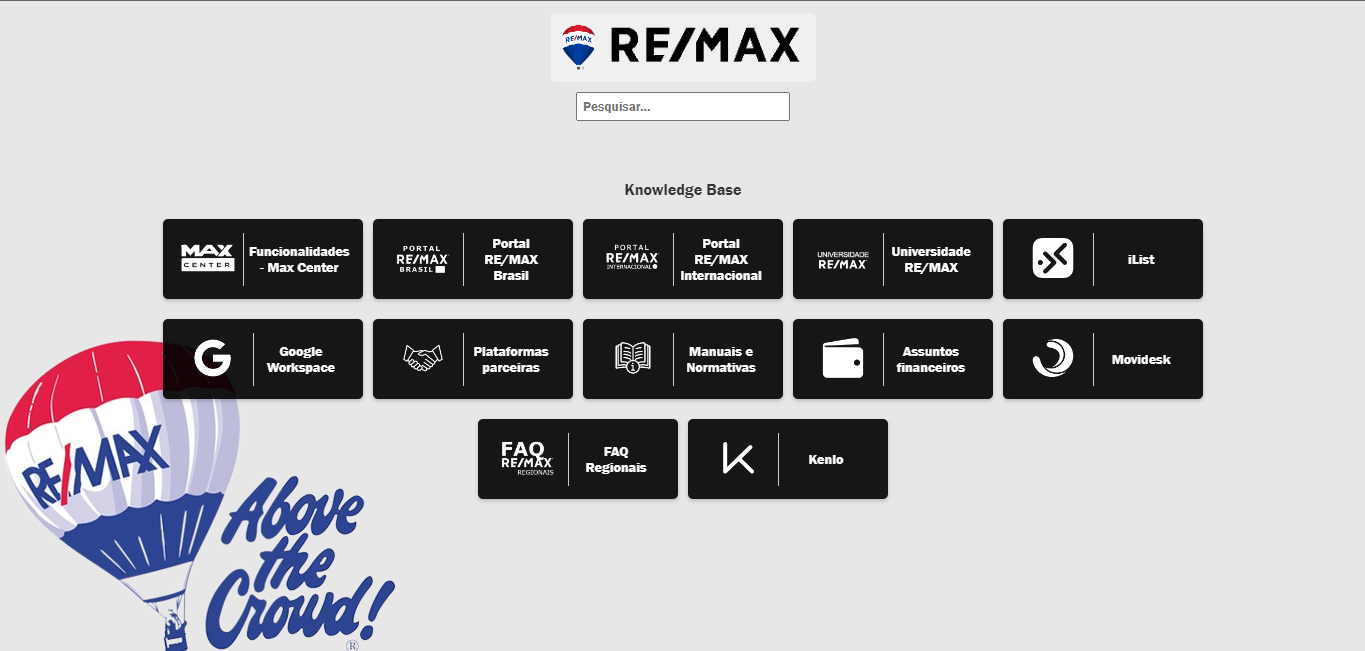 RE/MAX
RE/MAX
Pesquisar...
Knowledge Base
MAX
CENTER
Funcionalidades
- Max Center
PORTAL
RE/MAX
BRASIL
Portal
RE/MAX
Brasil
PORTAL
RE/MAX
INTERNACIONAL
Portal
RE/MAX
Internacional
UNIVERSIDADE
RE/MAX
Universidade
RE/MAX
iList
G
Google
Workspace
Plataformas
parceiras
i
Manuais e
Normativas
Assuntos
financeiros
Movidesk
FAQ
RE/MAX
REGIONAIS
FAQ
Regionais
K
Kenlo
RE/MAX
Above
the
Crowd!
®